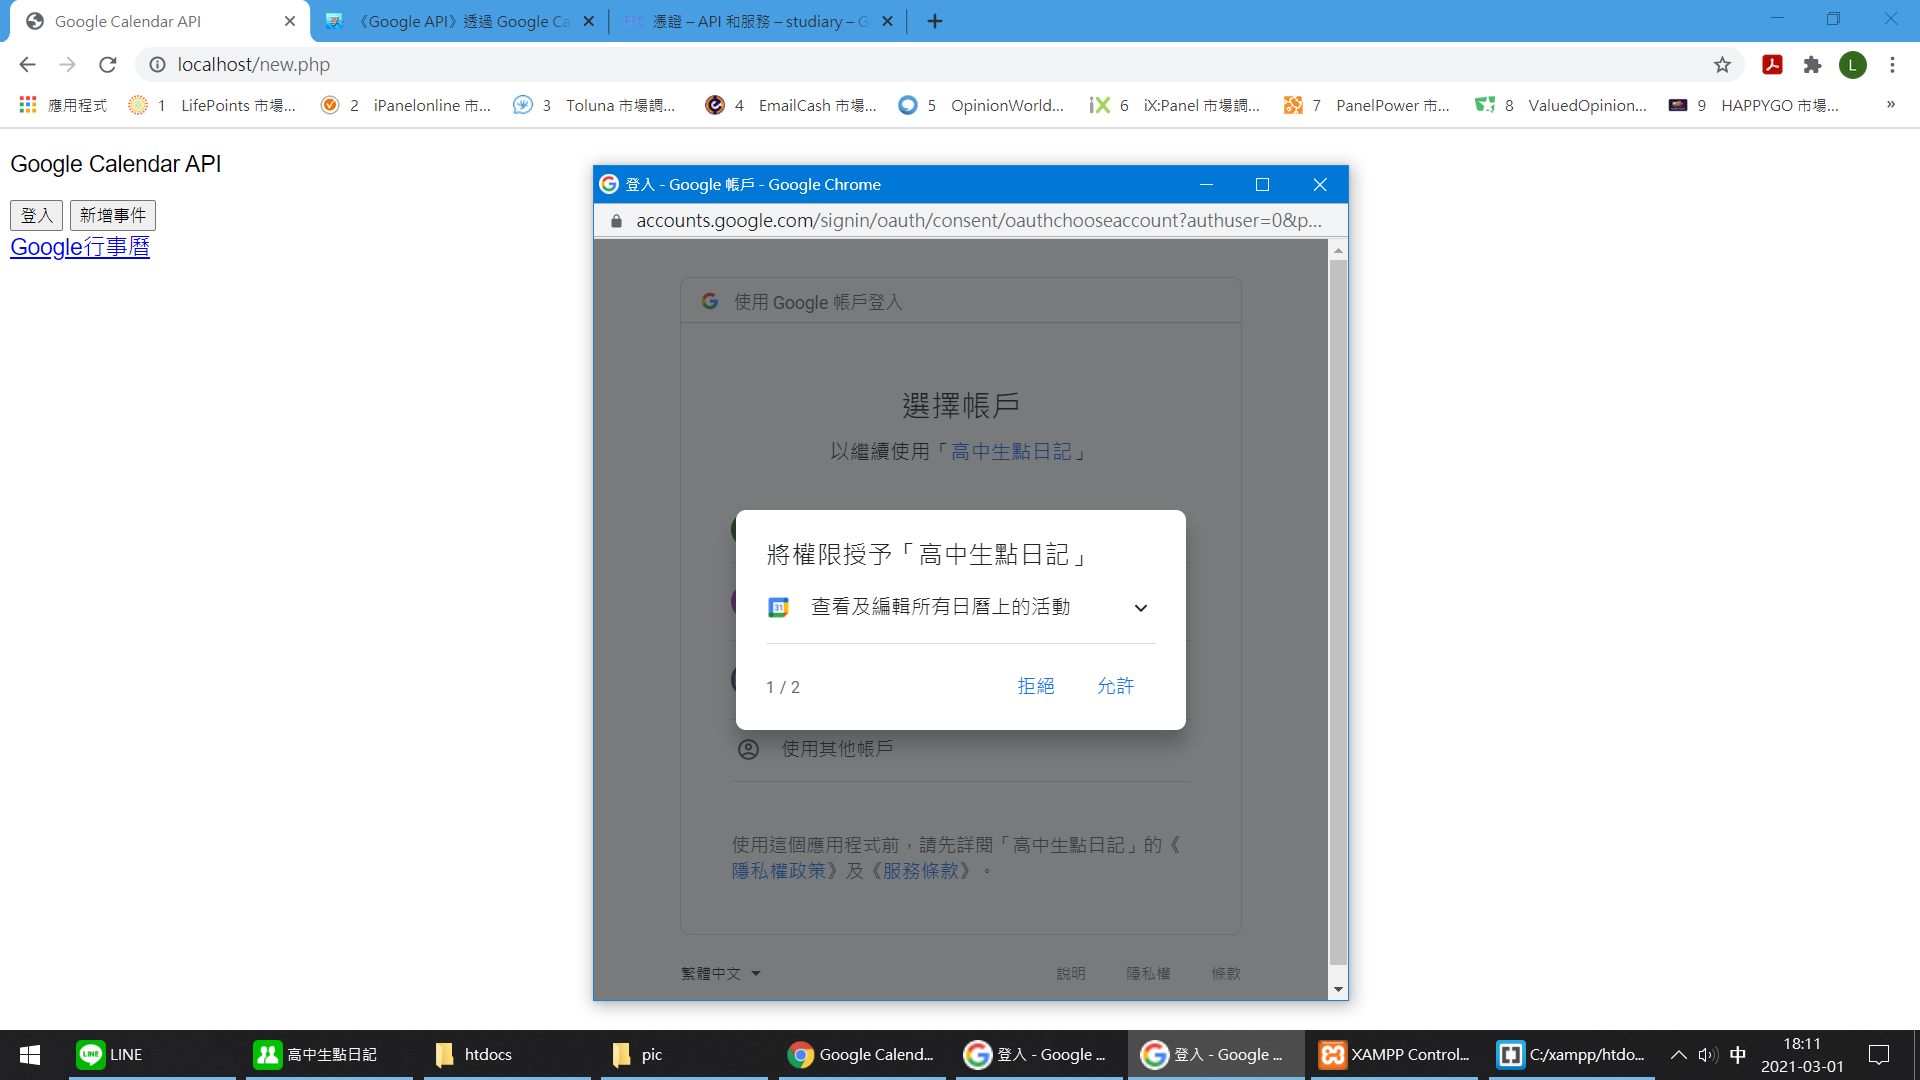 Google Calendar API
《Google API》透過 Google Ca
憑證 – API 和服務 – studiary – G
localhost/new.php
L
應用程式
1 LifePoints 市場...
2 iPanelonline 市...
3 Toluna 市場調...
4 EmailCash 市場...
5 OpinionWorld...
6 iX:Panel 市場調...
7 PanelPower 市...
8 ValuedOpinion...
9 HAPPYGO 市場...
»
Google Calendar API
登入 新增事件
Google行事曆
登入 - Google 帳戶 - Google Chrome
accounts.google.com/signin/oauth/consent/oauthchooseaccount?authuser=0&p...
使用 Google 帳戶登入
選擇帳戶
以繼續使用「高中生點日記」
將權限授予「高中生點日記」
31
查看及編輯所有日曆上的活動
1 / 2
拒絕
允許
使用其他帳戶
使用這個應用程式前，請先詳閱「高中生點日記」的《
隱私權政策》及《服務條款》。
繁體中文
說明
隱私權
條款
LINE
高中生點日記
htdocs
pic
Google Calend...
登入 - Google ...
登入 - Google ...
XAMPP Control...
C:/xampp/htdo...
中
18:11
2021-03-01